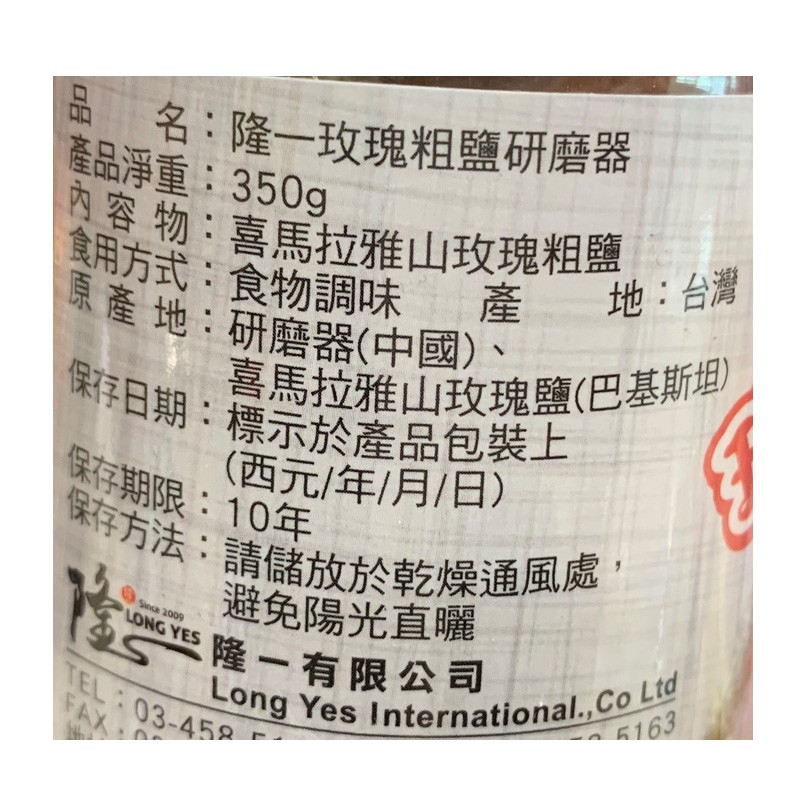 品名：隆一玫瑰粗鹽研磨器
產品淨重：350g
內容物：喜馬拉雅山玫瑰粗鹽
食用方式：食物調味 產地：台灣
原產地：研磨器(中國)、
喜馬拉雅山玫瑰鹽(巴基斯坦)
保存日期：標示於產品包裝上
(西元/年/月/日)
保存期限：10年
保存方法：請儲放於乾燥通風處，
避免陽光直曬
隆 Since 2009
LONG YES
隆一有限公司
Long Yes International.,Co Ltd
TEL：03-458
5163
FAX：